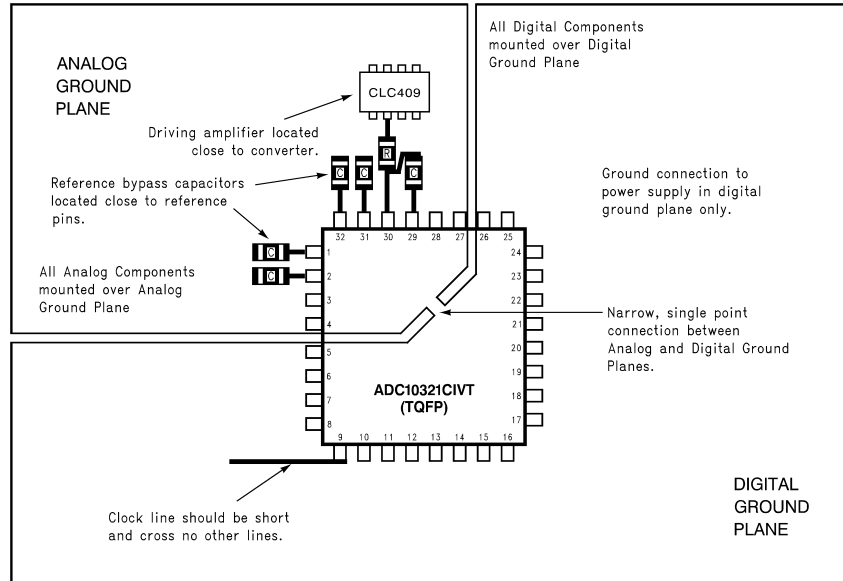 All Digital Components
mounted over Digital
Ground Plane
ANALOG
GROUND
PLANE
CLC409
Driving amplifier located
close to converter.
R
C
C
C
Reference bypass capacitors
located close to reference
pins.
Ground connection to
power supply in digital
ground plane only.
32
31
30
29
28
27
26
25
C
1
C
2
3
4
5
6
7
8
24
23
22
21
20
19
18
17
All Analog Components
mounted over Analog
Ground Plane
Narrow, single point
connection between
Analog and Digital Ground
Planes.
ADC10321CIVT
(TQFP)
9
10
11
12
13
14
15
16
Clock line should be short
and cross no other lines.
DIGITAL
GROUND
PLANE